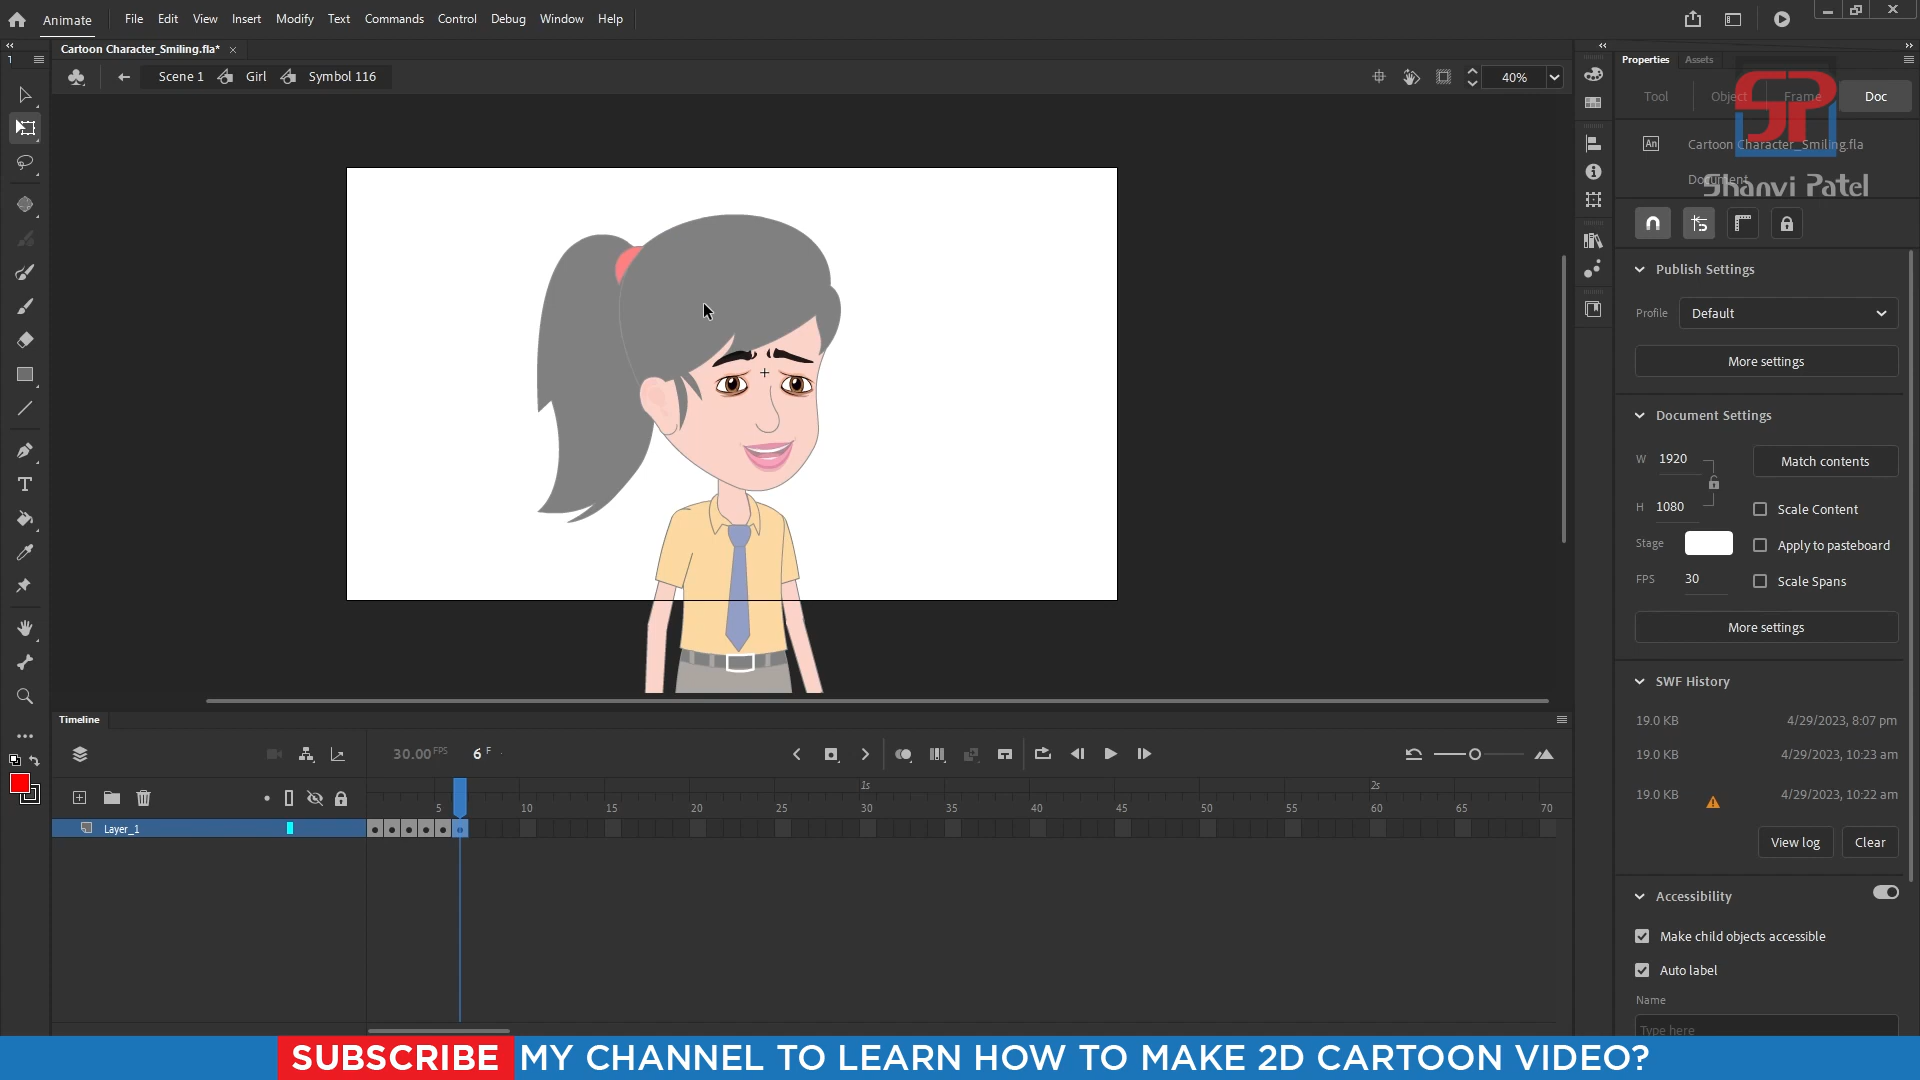 Animate File Edit View Insert Modify Text Commands Control Debug Window Help
Cartoon Character_Smiling.fla* ×
Scene 1 Girl Symbol 116 40%
Properties Assets
Tool Object Frame Doc
An Cartoon Character_Smiling.fla
Document
Shanvi Patel
Publish Settings
Profile Default
More settings
Document Settings
W 1920 Match contents
H 1080 Scale Content
Stage Apply to pasteboard
FPS 30 Scale Spans
More settings
SWF History
19.0 KB 4/29/2023, 8:07 pm
19.0 KB 4/29/2023, 10:23 am
19.0 KB 4/29/2023, 10:22 am
View log Clear
Accessibility
Make child objects accessible
Auto label
Name
Type here
Timeline
30.00 FPS 6 F
1s 2s
5 10 15 20 25 30 35 40 45 50 55 60 65 70
Layer_1
SUBSCRIBE MY CHANNEL TO LEARN HOW TO MAKE 2D CARTOON VIDEO?